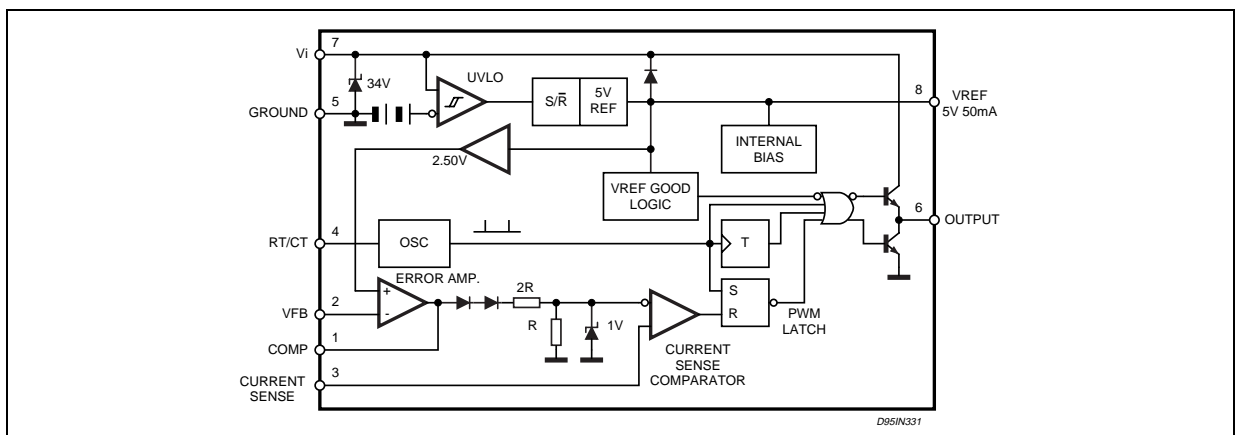 Vi
7
34V
UVLO
GROUND
5
S/R̄
5V
REF
8
VREF
5V 50mA
INTERNAL
BIAS
2.50V
VREF GOOD
LOGIC
6
OUTPUT
RT/CT
4
OSC
T
ERROR AMP.
+
-
2R
S
R
VFB
2
R
1V
PWM
LATCH
1
COMP
CURRENT
SENSE
COMPARATOR
3
CURRENT
SENSE
D95IN331